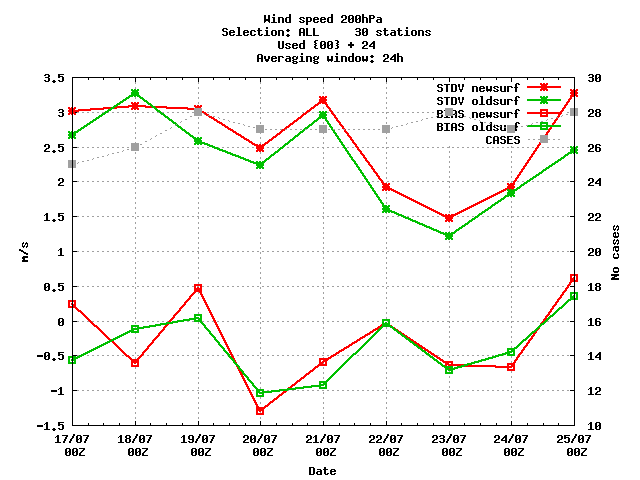 Wind speed 200hPa
Selection: ALL 30 stations
Used {00} + 24
Averaging window: 24h
3.5
3
2.5
2
1.5
1
0.5
0
-0.5
-1
-1.5
m/s
STDV newsurf
STDV oldsurf
BIAS newsurf
BIAS oldsurf
CASES
30
28
26
24
22
20
18
16
14
12
10
No cases
17/07 18/07 19/07 20/07 21/07 22/07 23/07 24/07 25/07
00Z 00Z 00Z 00Z 00Z 00Z 00Z 00Z 00Z
Date